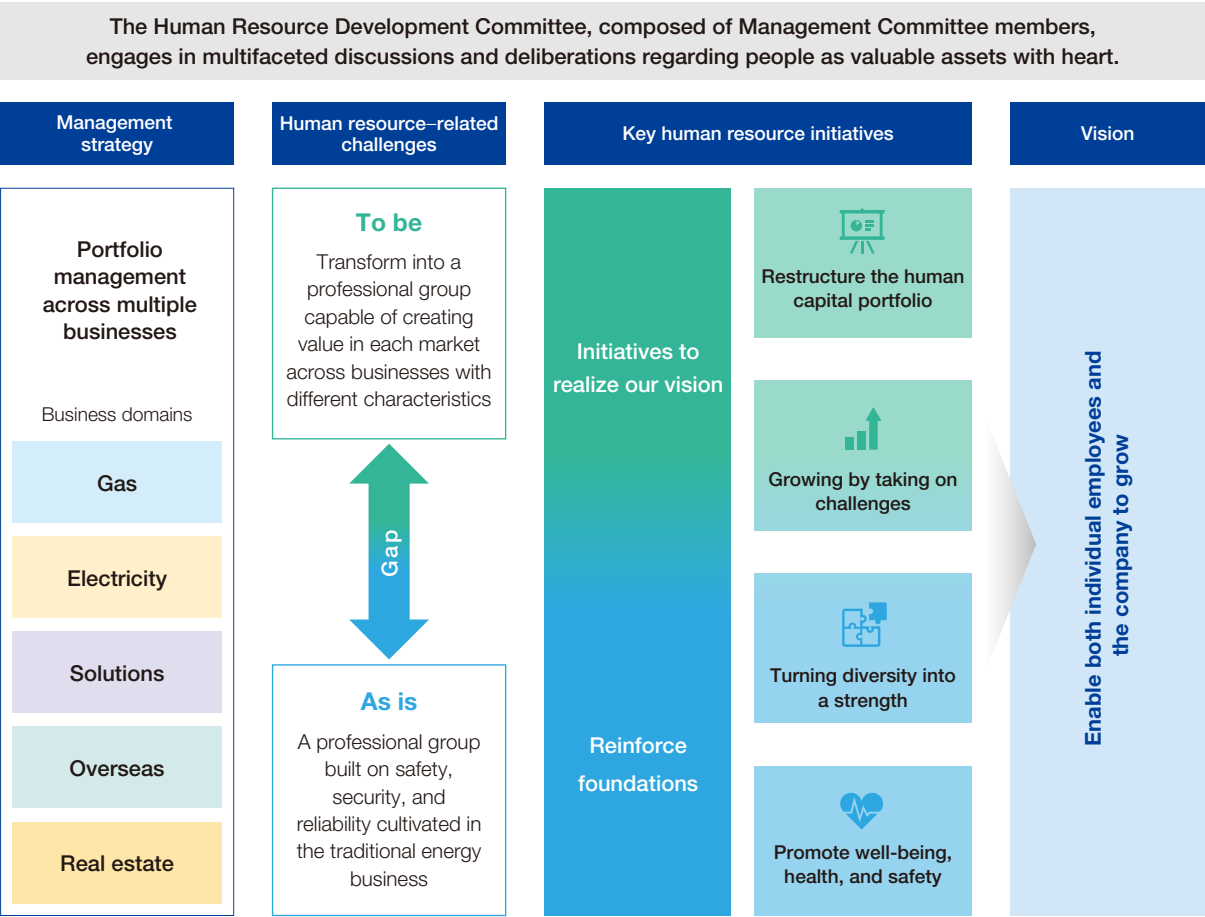 The Human Resource Development Committee, composed of Management Committee members,
engages in multifaceted discussions and deliberations regarding people as valuable assets with heart.
Management
strategy
Human resource–related
challenges
Key human resource initiatives
Vision
Portfolio
management
across multiple
businesses
Business domains
Gas
Electricity
Solutions
Overseas
Real estate
To be
Transform into a
professional group
capable of creating
value in each market
across businesses with
different characteristics
Gap
As is
A professional group
built on safety,
security, and
reliability cultivated in
the traditional energy
business
Initiatives to
realize our vision
Reinforce
foundations
Restructure the human
capital portfolio
Growing by taking on
challenges
Turning diversity into
a strength
Promote well-being,
health, and safety
Enable both individual employees and
the company to grow